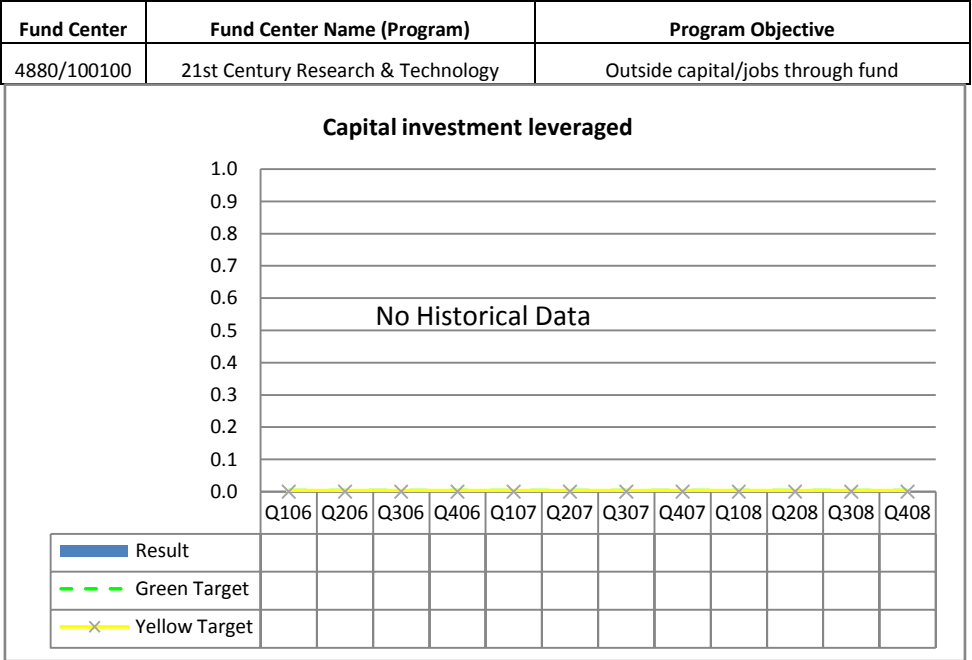 Fund Center Fund Center Name (Program) Program Objective
4880/100100 21st Century Research & Technology Outside capital/jobs through fund
Capital investment leveraged
1.0
0.9
0.8
0.7
0.6
No Historical Data
0.5
0.4
0.3
0.2
0.1
0.0
Q106 Q206 Q306 Q406 Q107 Q207 Q307 Q407 Q108 Q208 Q308 Q408
Result
Green Target
Yellow Target